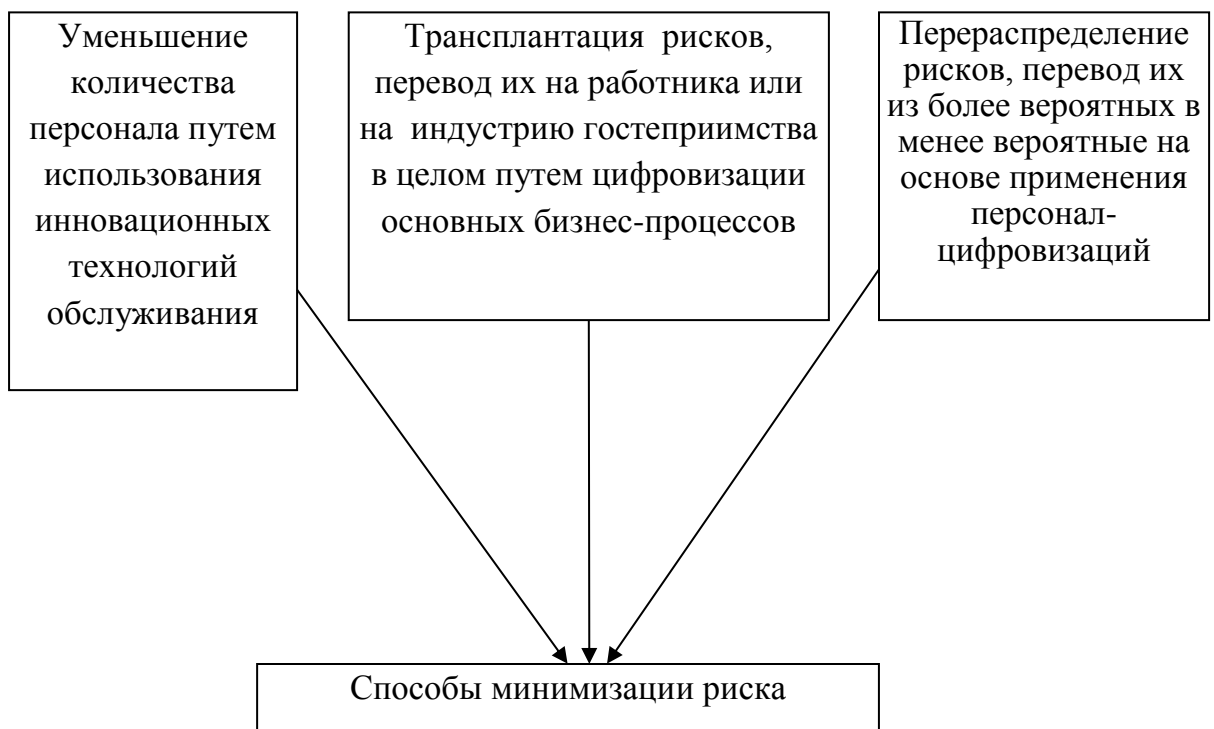 Уменьшение
количества
персонала путем
использования
инновационных
технологий
обслуживания
Трансплантация рисков,
перевод их на работника или
на индустрию гостеприимства
в целом путем цифровизации
основных бизнес-процессов
Перераспределение
рисков, перевод их
из более вероятных в
менее вероятные на
основе применения
персонал-
цифровизаций
Способы минимизации риска